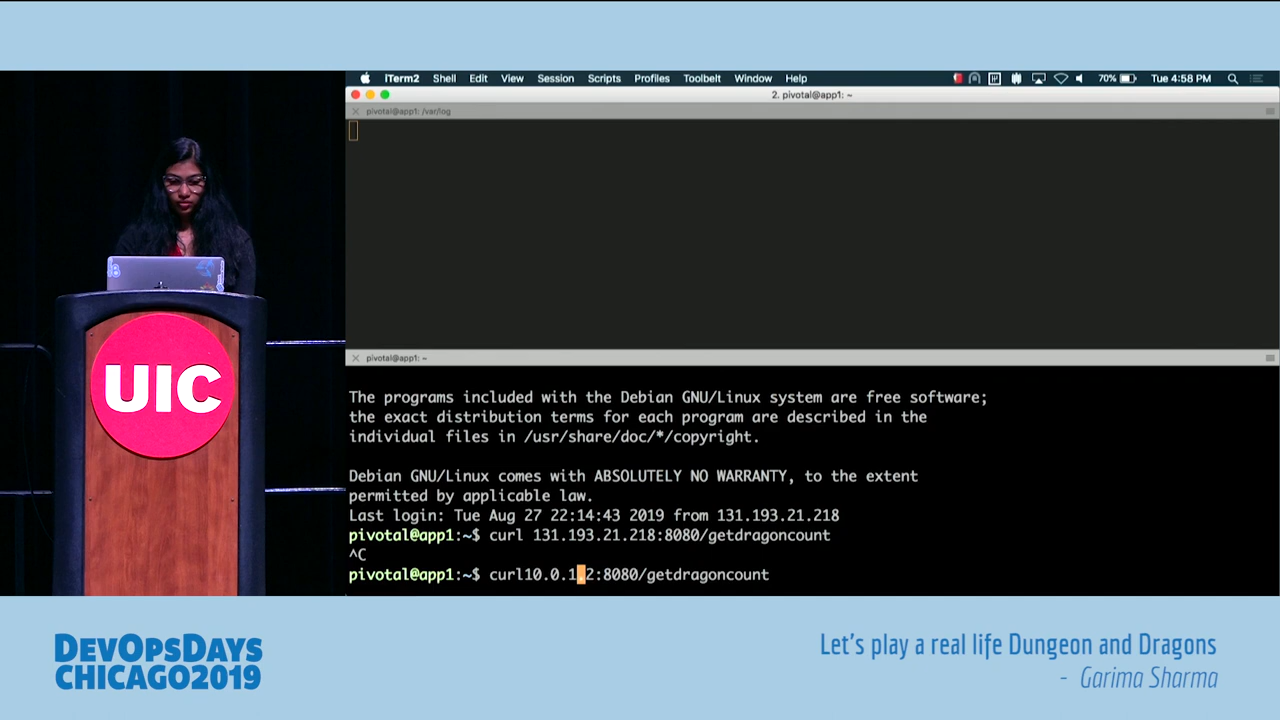 iTerm2 Shell Edit View Session Scripts Profiles Toolbelt Window Help 70% Tue 4:58 PM
2. pivotal@app1: ~
pivotal@app1: /var/log
pivotal@app1: ~
The programs included with the Debian GNU/Linux system are free software;
the exact distribution terms for each program are described in the
individual files in /usr/share/doc/*/copyright.
Debian GNU/Linux comes with ABSOLUTELY NO WARRANTY, to the extent
permitted by applicable law.
Last login: Tue Aug 27 22:14:43 2019 from 131.193.21.218
pivotal@app1:~$ curl 131.193.21.218:8080/getdragoncount
^C
pivotal@app1:~$ curl10.0.1.2:8080/getdragoncount
UIC
DEVOPSDAYS
CHICAGO2019
Let's play a real life Dungeon and Dragons
- Garima Sharma